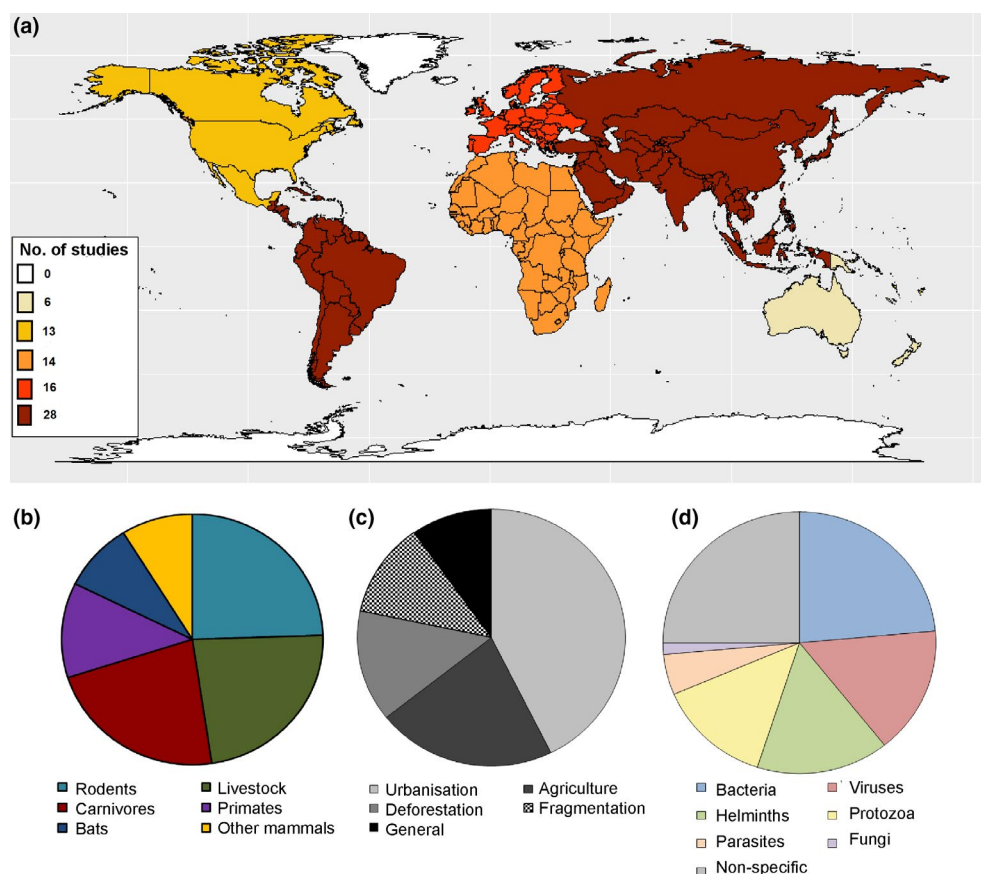 (a)
No. of studies
0
6
13
14
16
28
(b)
(c)
(d)
Rodents
Livestock
Carnivores
Primates
Bats
Other mammals
Urbanisation
Agriculture
Deforestation
Fragmentation
General
Bacteria
Viruses
Helminths
Protozoa
Parasites
Fungi
Non-specific